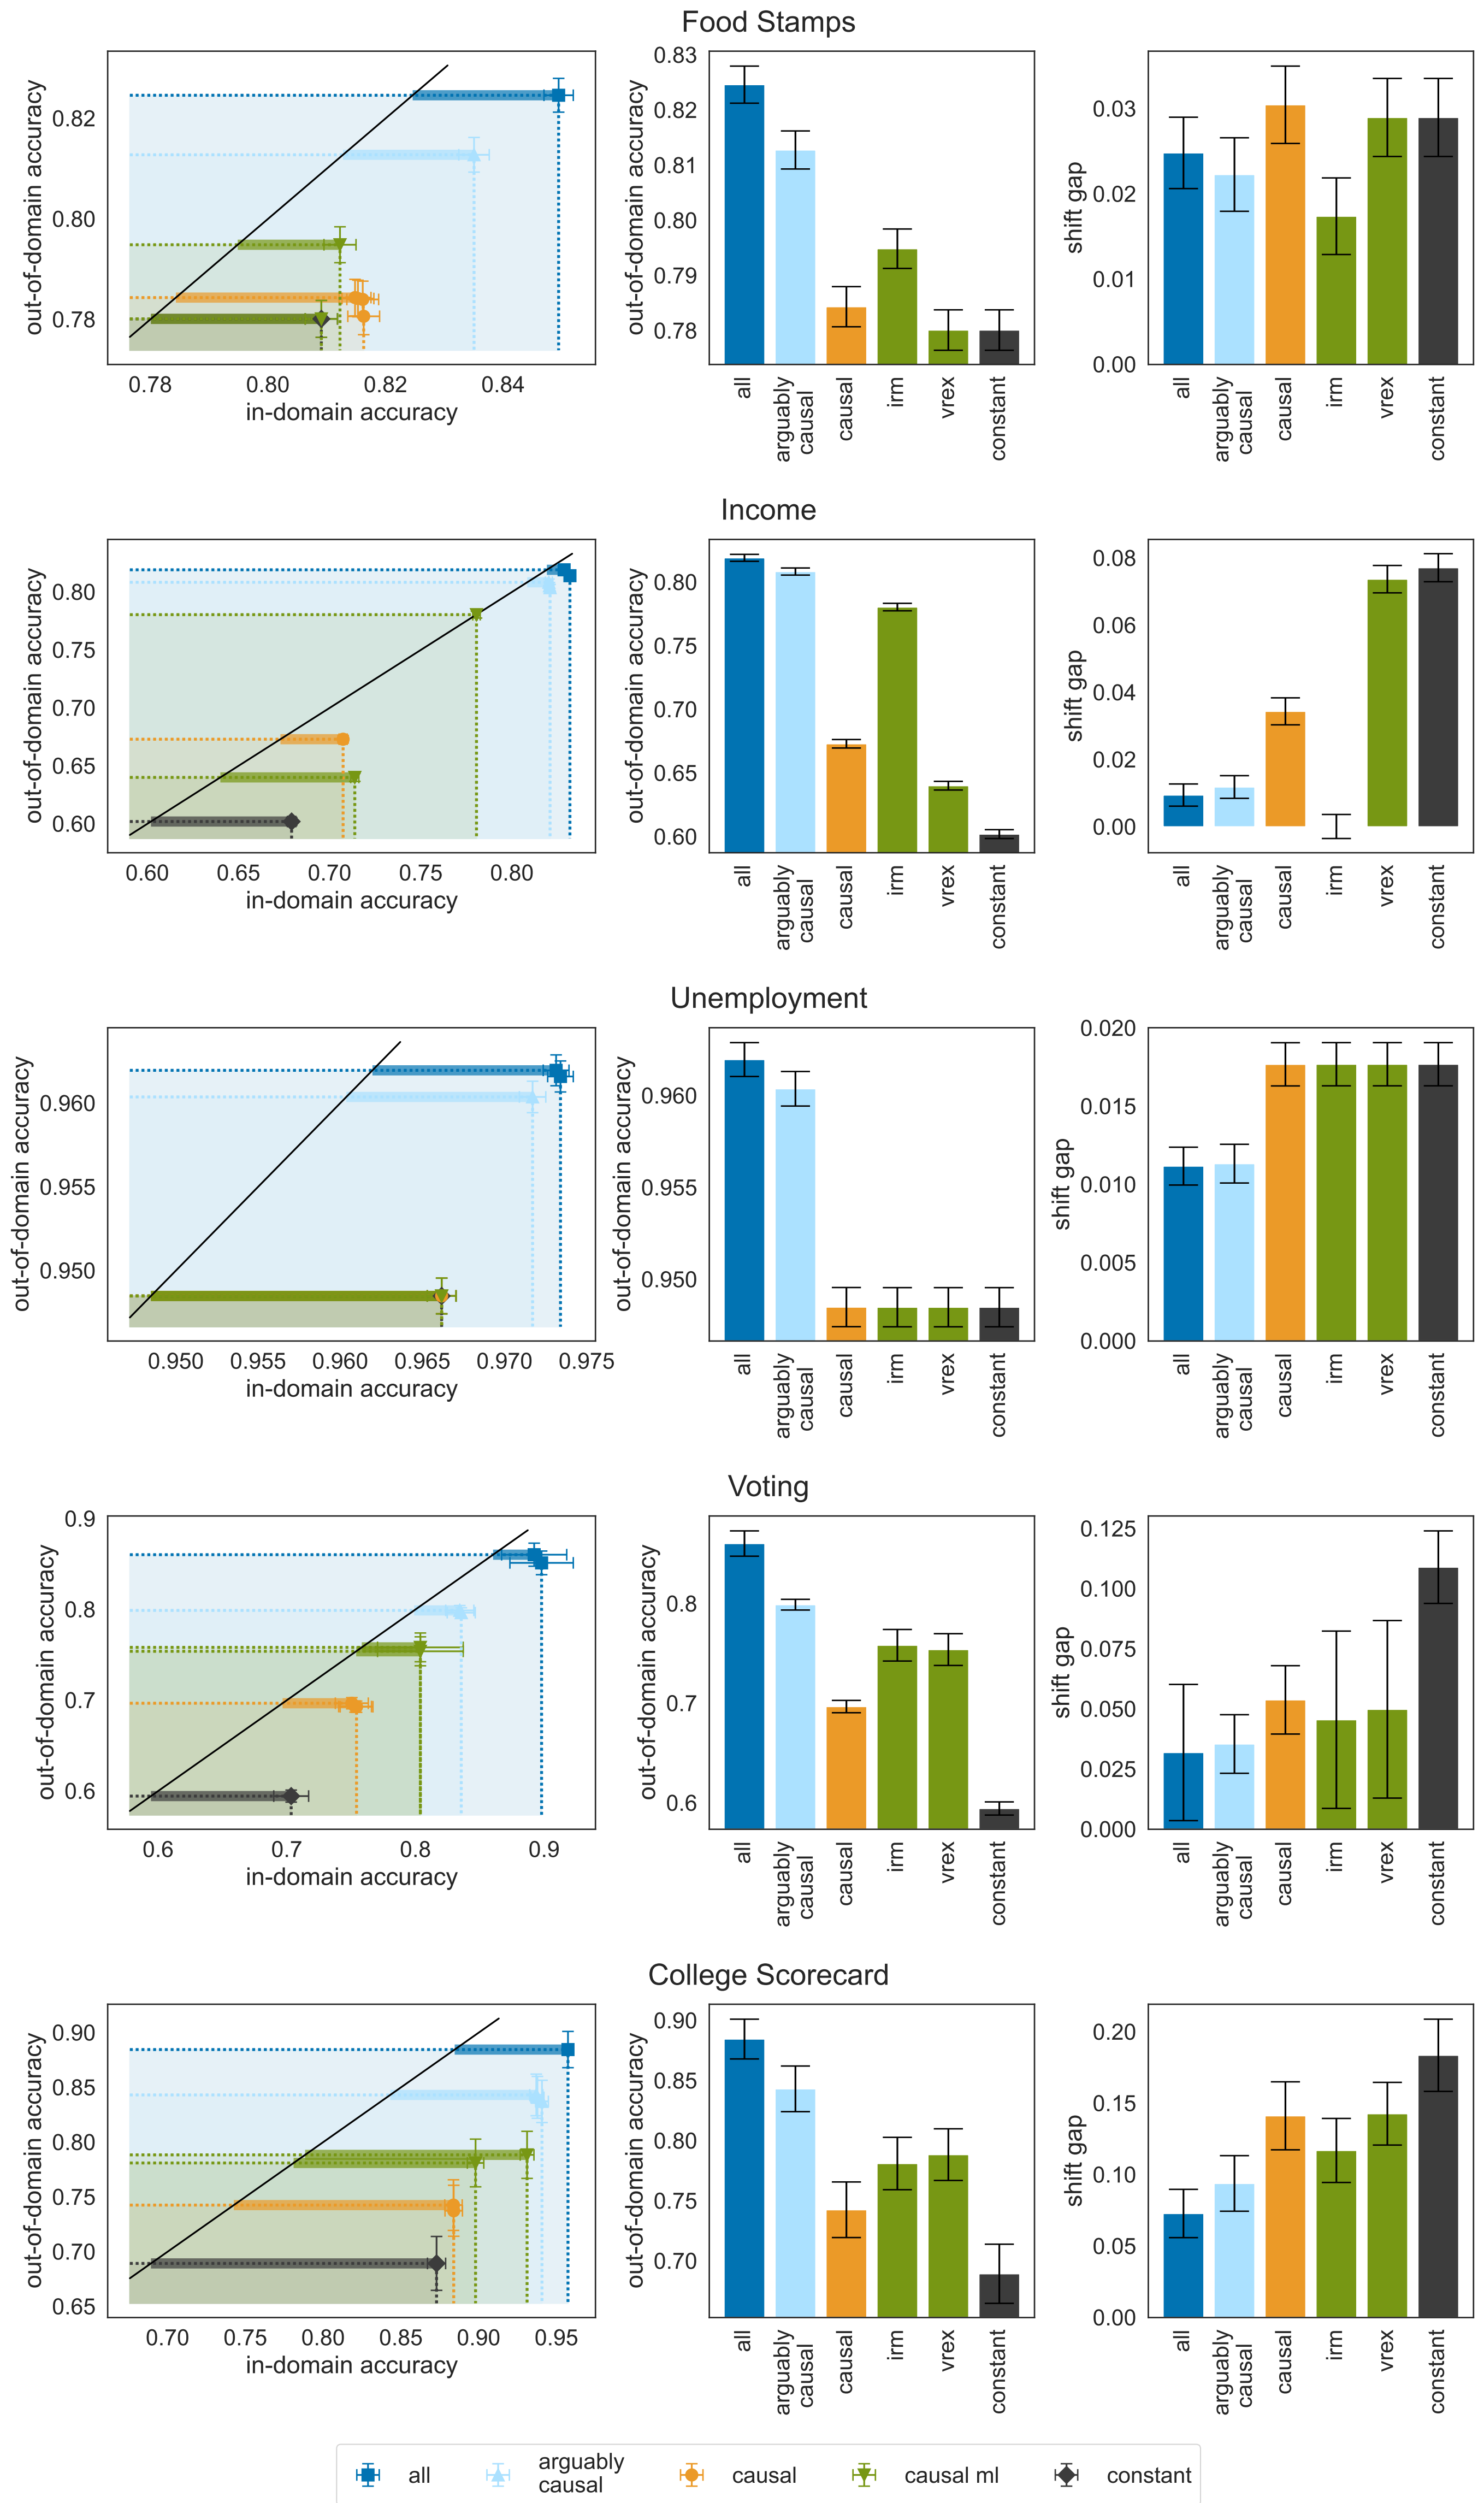 Food Stamps
out-of-domain accuracy
0.82
0.80
0.78
0.78 0.80 0.82 0.84
in-domain accuracy
out-of-domain accuracy
0.83
0.82
0.81
0.80
0.79
0.78
all
arguably
causal
causal
irm
vrex
constant
shift gap
0.03
0.02
0.01
0.00
all
arguably
causal
causal
irm
vrex
constant
Income
out-of-domain accuracy
0.80
0.75
0.70
0.65
0.60
0.60 0.65 0.70 0.75 0.80
in-domain accuracy
out-of-domain accuracy
0.80
0.75
0.70
0.65
0.60
all
arguably
causal
causal
irm
vrex
constant
shift gap
0.08
0.06
0.04
0.02
0.00
all
arguably
causal
causal
irm
vrex
constant
Unemployment
out-of-domain accuracy
0.960
0.955
0.950
0.950 0.955 0.960 0.965 0.970 0.975
in-domain accuracy
out-of-domain accuracy
0.960
0.955
0.950
all
arguably
causal
causal
irm
vrex
constant
shift gap
0.020
0.015
0.010
0.005
0.000
all
arguably
causal
causal
irm
vrex
constant
Voting
out-of-domain accuracy
0.9
0.8
0.7
0.6
0.6 0.7 0.8 0.9
in-domain accuracy
out-of-domain accuracy
0.8
0.7
0.6
all
arguably
causal
causal
irm
vrex
constant
shift gap
0.125
0.100
0.075
0.050
0.025
0.000
all
arguably
causal
causal
irm
vrex
constant
College Scorecard
out-of-domain accuracy
0.90
0.85
0.80
0.75
0.70
0.65
0.70 0.75 0.80 0.85 0.90 0.95
in-domain accuracy
out-of-domain accuracy
0.90
0.85
0.80
0.75
0.70
all
arguably
causal
causal
irm
vrex
constant
shift gap
0.20
0.15
0.10
0.05
0.00
all
arguably
causal
causal
irm
vrex
constant
all
arguably
causal
causal
causal ml
constant